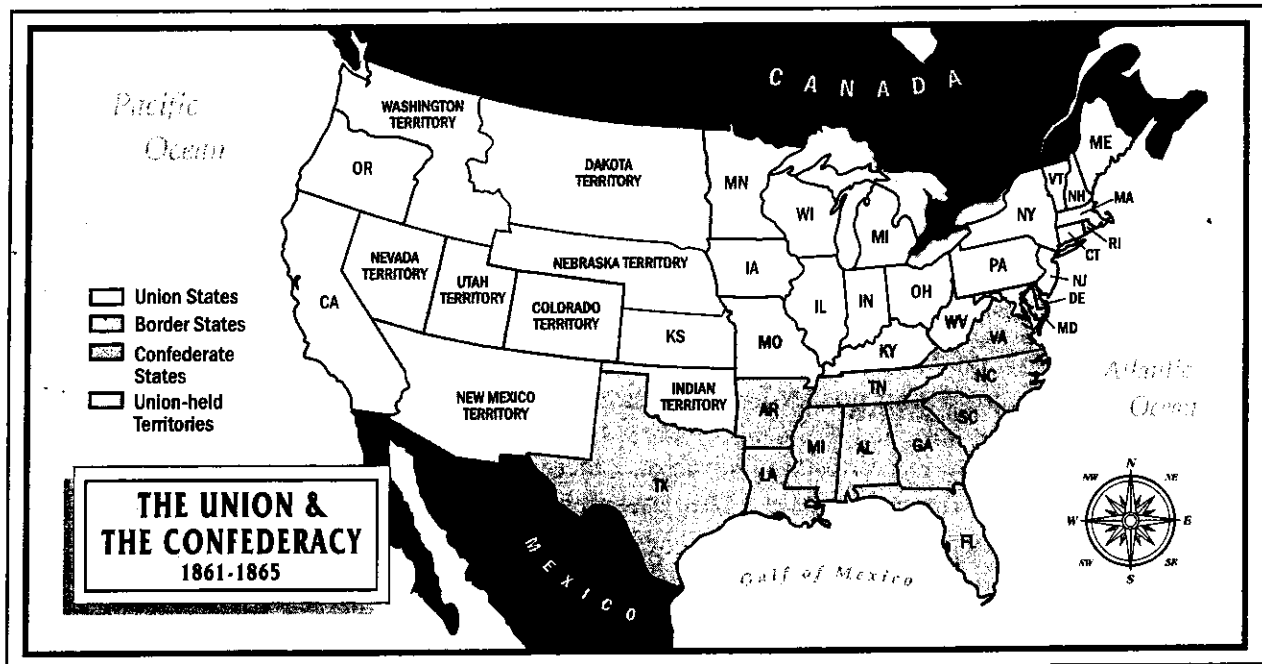 CANADA
Pacific
Ocean
WASHINGTON
TERRITORY
OR
DAKOTA
TERRITORY
MN
ME
VT
NH
MA
WI
NY
MI
RI
CT
NEVADA
TERRITORY
UTAH
TERRITORY
NEBRASKA TERRITORY
IA
PA
NJ
CA
COLORADO
TERRITORY
IL
IN
OH
DE
MD
WV
VA
KS
MO
KY
Union States
Border States
Confederate
States
Union-held
Territories
NEW MEXICO
TERRITORY
INDIAN
TERRITORY
TN
NC
AR
SC
Atlantic
Ocean
MI
AL
GA
TX
LA
FL
THE UNION &
THE CONFEDERACY
1861-1865
MEXICO
Gulf of Mexico
N
NW
NE
W
E
SW
SE
S